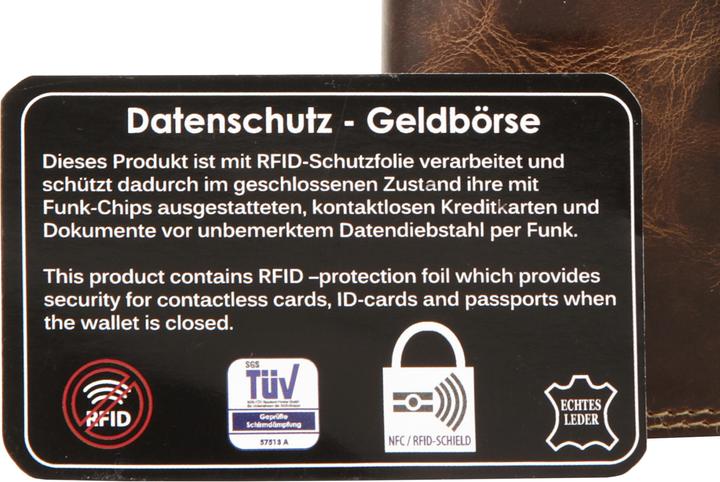 Datenschutz - Geldbörse
Dieses Produkt ist mit RFID-Schutzfolie verarbeitet und
schützt dadurch im geschlossenen Zustand ihre mit
Funk-Chips ausgestatteten, kontaktlosen Kreditkarten und
Dokumente vor unbemerktem Datendiebstahl per Funk.
This product contains RFID –protection foil which provides
security for contactless cards, ID-cards and passports when
the wallet is closed.
RFID
SGS
TÜV
Geprüfte
Schirmdämpfung
57513 A
NFC / RFID-SCHIELD
ECHTES
LEDER